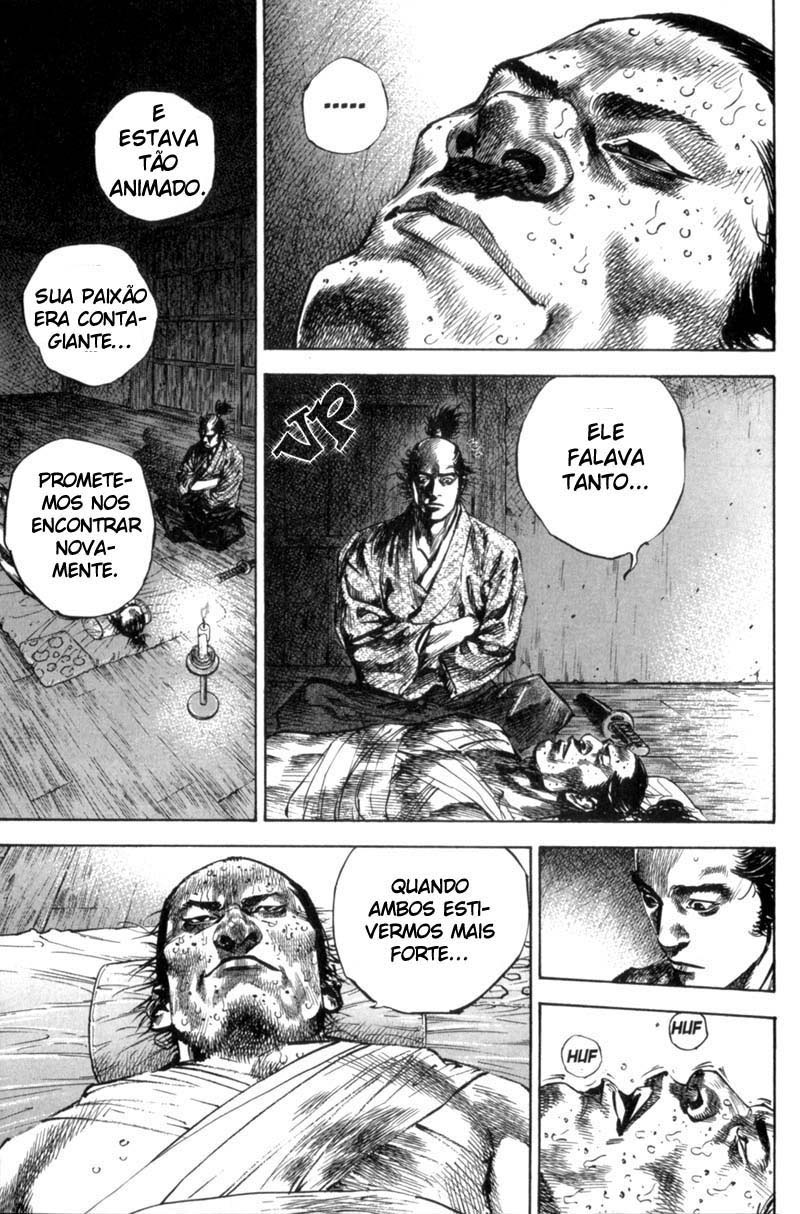 .....
ELE
FALAVA
TANTO...
VP
E
ESTAVA
TÃO
ANIMADO.
SUA PAIXÃO
ERA CONTA-
GIANTE...
PROMETE-
MOS NOS
ENCONTRAR
NOVA-
MENTE.
HUF
HUF
QUANDO
AMBOS ESTI-
VERMOS MAIS
FORTE...